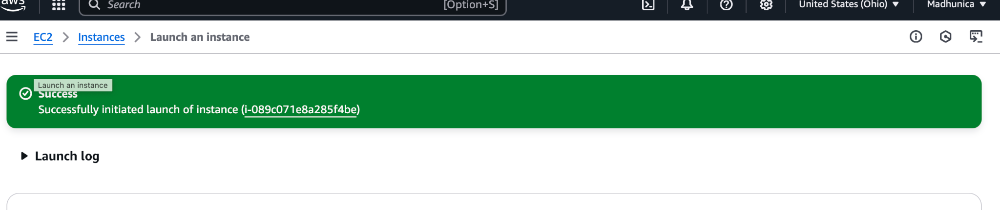 aws
Search [Option+S] United States (Ohio) Madhunica
EC2 Instances Launch an instance
Launch an instance
Success
Successfully initiated launch of instance (i-089c071e8a285f4be)
Launch log